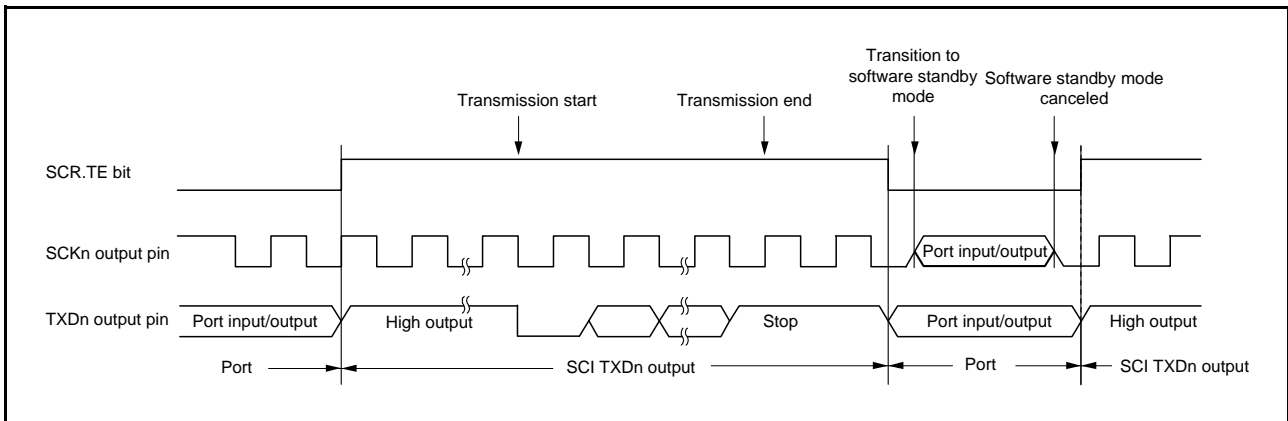 Transition to
software standby
mode
Software standby mode
canceled
Transmission start
Transmission end
SCR.TE bit
SCKn output pin
Port input/output
TXDn output pin
Port input/output
High output
Stop
Port input/output
High output
Port
SCI TXDn output
Port
SCI TXDn output